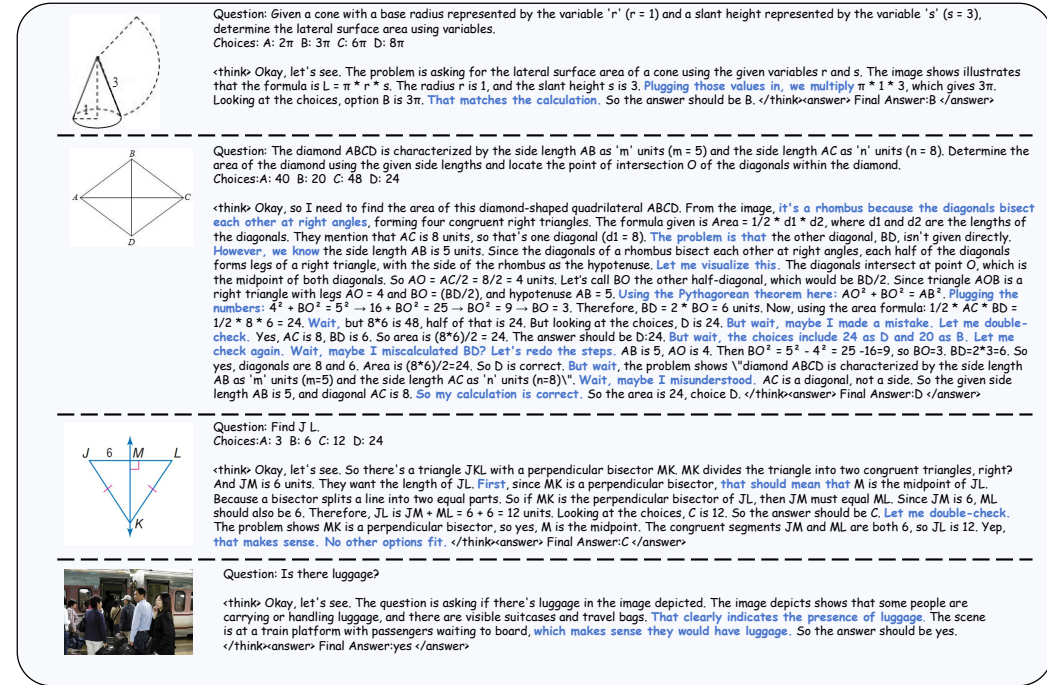 3
1
Question: Given a cone with a base radius represented by the variable 'r' (r = 1) and a slant height represented by the variable 's' (s = 3),
determine the lateral surface area using variables.
Choices: A: 2π B: 3π C: 6π D: 8π
<think> Okay, let's see. The problem is asking for the lateral surface area of a cone using the given variables r and s. The image shows illustrates
that the formula is L = π * r * s. The radius r is 1, and the slant height s is 3. Plugging those values in, we multiply π * 1 * 3, which gives 3π.
Looking at the choices, option B is 3π. That matches the calculation. So the answer should be B. </think><answer> Final Answer:B </answer>
B
A
C
D
Question: The diamond ABCD is characterized by the side length AB as 'm' units (m = 5) and the side length AC as 'n' units (n = 8). Determine the
area of the diamond using the given side lengths and locate the point of intersection O of the diagonals within the diamond.
Choices:A: 40 B: 20 C: 48 D: 24
<think> Okay, so I need to find the area of this diamond-shaped quadrilateral ABCD. From the image, it's a rhombus because the diagonals bisect
each other at right angles, forming four congruent right triangles. The formula given is Area = 1/2 * d1 * d2, where d1 and d2 are the lengths of
the diagonals. They mention that AC is 8 units, so that's one diagonal (d1 = 8). The problem is that the other diagonal, BD, isn't given directly.
However, we know the side length AB is 5 units. Since the diagonals of a rhombus bisect each other at right angles, each half of the diagonals
forms legs of a right triangle, with the side of the rhombus as the hypotenuse. Let me visualize this. The diagonals intersect at point O, which is
the midpoint of both diagonals. So AO = AC/2 = 8/2 = 4 units. Let's call BO the other half-diagonal, which would be BD/2. Since triangle AOB is a
right triangle with legs AO = 4 and BO = (BD/2), and hypotenuse AB = 5. Using the Pythagorean theorem here: AO² + BO² = AB². Plugging the
numbers: 4² + BO² = 5² → 16 + BO² = 25 → BO² = 9 → BO = 3. Therefore, BD = 2 * BO = 6 units. Now, using the area formula: 1/2 * AC * BD =
1/2 * 8 * 6 = 24. Wait, but 8*6 is 48, half of that is 24. But looking at the choices, D is 24. But wait, maybe I made a mistake. Let me double-
check. Yes, AC is 8, BD is 6. So area is (8*6)/2 = 24. The answer should be D:24. But wait, the choices include 24 as D and 20 as B. Let me
check again. Wait, maybe I miscalculated BD? Let's redo the steps. AB is 5, AO is 4. Then BO² = 5² - 4² = 25 -16=9, so BO=3. BD=2*3=6. So
yes, diagonals are 8 and 6. Area is (8*6)/2=24. So D is correct. But wait, the problem shows \"diamond ABCD is characterized by the side length
AB as 'm' units (m=5) and the side length AC as 'n' units (n=8)\". Wait, maybe I misunderstood. AC is a diagonal, not a side. So the given side
length AB is 5, and diagonal AC is 8. So my calculation is correct. So the area is 24, choice D. </think><answer> Final Answer:D </answer>
J 6 M L
K
Question: Find J L.
Choices:A: 3 B: 6 C: 12 D: 24
<think> Okay, let's see. So there's a triangle JKL with a perpendicular bisector MK. MK divides the triangle into two congruent triangles, right?
And JM is 6 units. They want the length of JL. First, since MK is a perpendicular bisector, that should mean that M is the midpoint of JL.
Because a bisector splits a line into two equal parts. So if MK is the perpendicular bisector of JL, then JM must equal ML. Since JM is 6, ML
should also be 6. Therefore, JL is JM + ML = 6 + 6 = 12 units. Looking at the choices, C is 12. So the answer should be C. Let me double-check.
The problem shows MK is a perpendicular bisector, so yes, M is the midpoint. The congruent segments JM and ML are both 6, so JL is 12. Yep,
that makes sense. No other options fit. </think><answer> Final Answer:C </answer>
Question: Is there luggage?
<think> Okay, let's see. The question is asking if there's luggage in the image depicted. The image depicts shows that some people are
carrying or handling luggage, and there are visible suitcases and travel bags. That clearly indicates the presence of luggage. The scene
is at a train platform with passengers waiting to board, which makes sense they would have luggage. So the answer should be yes.
</think><answer> Final Answer:yes </answer>